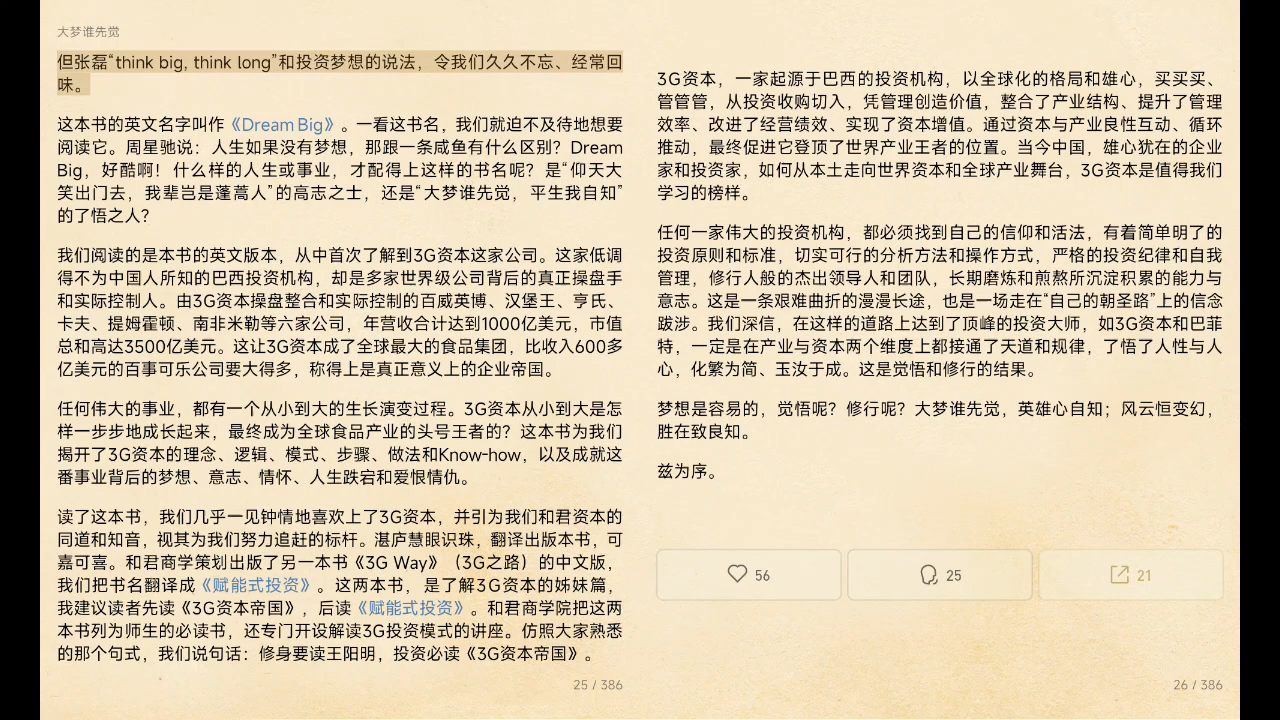 大梦谁先觉
但张磊“think big, think long”和投资梦想的说法，令我们久久不忘、经常回
味。
这本书的英文名字叫作《Dream Big》。一看这书名，我们就迫不及待地想要
阅读它。周星驰说：人生如果没有梦想，那跟一条咸鱼有什么区别？Dream
Big，好酷啊！什么样的人生或事业，才配得上这样的书名呢？是“仰天大
笑出门去，我辈岂是蓬蒿人”的高志之士，还是“大梦谁先觉，平生我自知”
的了悟之人？
我们阅读的是本书的英文版本，从中首次了解到3G资本这家公司。这家低调
得不为中国人所知的巴西投资机构，却是多家世界级公司背后的真正操盘手
和实际控制人。由3G资本操盘整合和实际控制的百威英博、汉堡王、亨氏、
卡夫、提姆霍顿、南非米勒等六家公司，年营收合计达到1000亿美元，市值
总和高达3500亿美元。这让3G资本成了全球最大的食品集团，比收入600多
亿美元的百事可乐公司要大得多，称得上是真正意义上的企业帝国。
任何伟大的事业，都有一个从小到大的生长演变过程。3G资本从小到大是怎
样一步步地成长起来，最终成为全球食品产业的头号王者的？这本书为我们
揭开了3G资本的理念、逻辑、模式、步骤、做法和Know-how，以及成就这
番事业背后的梦想、意志、情怀、人生跌宕和爱恨情仇。
读了这本书，我们几乎一见钟情地喜欢上了3G资本，并引为我们和君资本的
同道和知音，视其为我们努力追赶的标杆。湛庐慧眼识珠，翻译出版本书，可
嘉可喜。和君商学策划出版了另一本书《3G Way》（3G之路）的中文版，
我们把书名翻译成《赋能式投资》。这两本书，是了解3G资本的姊妹篇，
我建议读者先读《3G资本帝国》，后读《赋能式投资》。和君商学院把这两
本书列为师生的必读书，还专门开设解读3G投资模式的讲座。仿照大家熟悉
的那个句式，我们说句话：修身要读王阳明，投资必读《3G资本帝国》。
25 / 386
3G资本，一家起源于巴西的投资机构，以全球化的格局和雄心，买买买、
管管管，从投资收购切入，凭管理创造价值，整合了产业结构、提升了管理
效率、改进了经营绩效、实现了资本增值。通过资本与产业良性互动、循环
推动，最终促进它登顶了世界产业王者的位置。当今中国，雄心犹在的企业
家和投资家，如何从本土走向世界资本和全球产业舞台，3G资本是值得我们
学习的榜样。
任何一家伟大的投资机构，都必须找到自己的信仰和活法，有着简单明了的
投资原则和标准，切实可行的分析方法和操作方式，严格的投资纪律和自我
管理，修行人般的杰出领导人和团队，长期磨炼和煎熬所沉淀积累的能力与
意志。这是一条艰难曲折的漫漫长途，也是一场走在“自己的朝圣路”上的信念
跋涉。我们深信，在这样的道路上达到了顶峰的投资大师，如3G资本和巴菲
特，一定是在产业与资本两个维度上都接通了天道和规律，了悟了人性与人
心，化繁为简、玉汝于成。这是觉悟和修行的结果。
梦想是容易的，觉悟呢？修行呢？大梦谁先觉，英雄心自知；风云恒变幻，
胜在致良知。
兹为序。
56
25
21
26 / 386